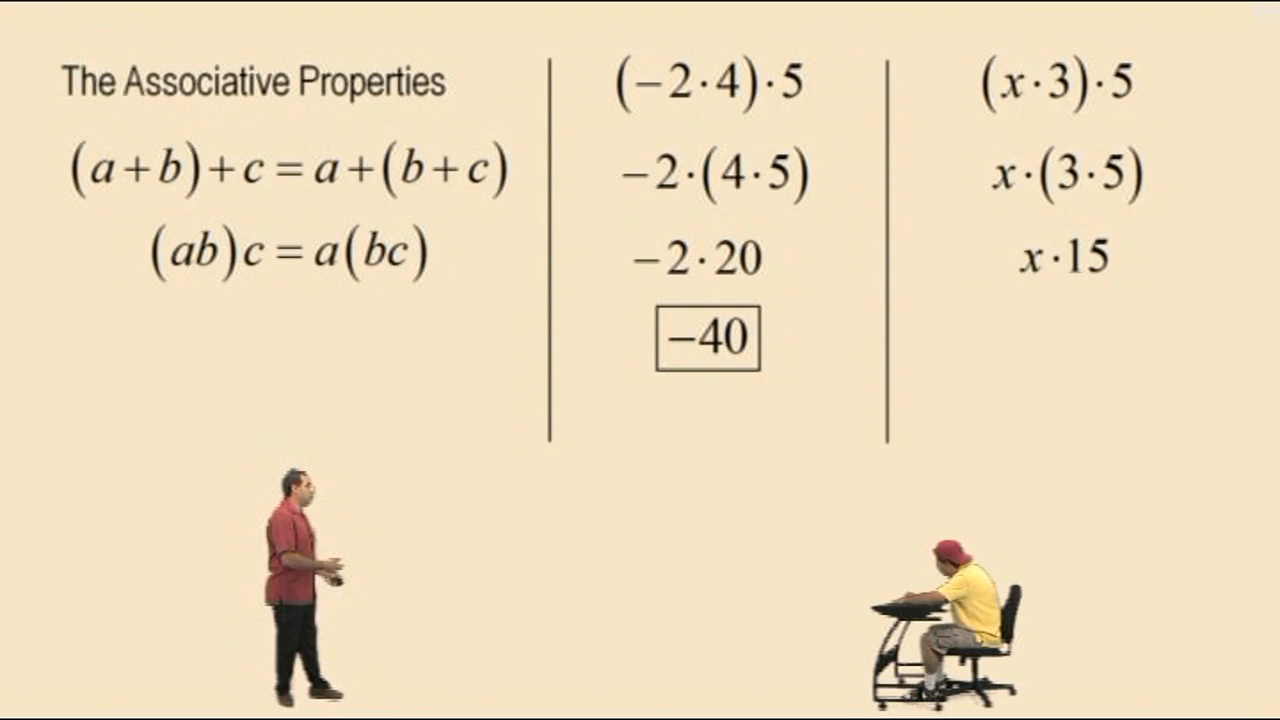 The Associative Properties
(a+b)+c=a+(b+c)
(ab)c=a(bc)
(−2·4)·5
−2·(4·5)
−2·20
−40
(x·3)·5
x·(3·5)
x·15